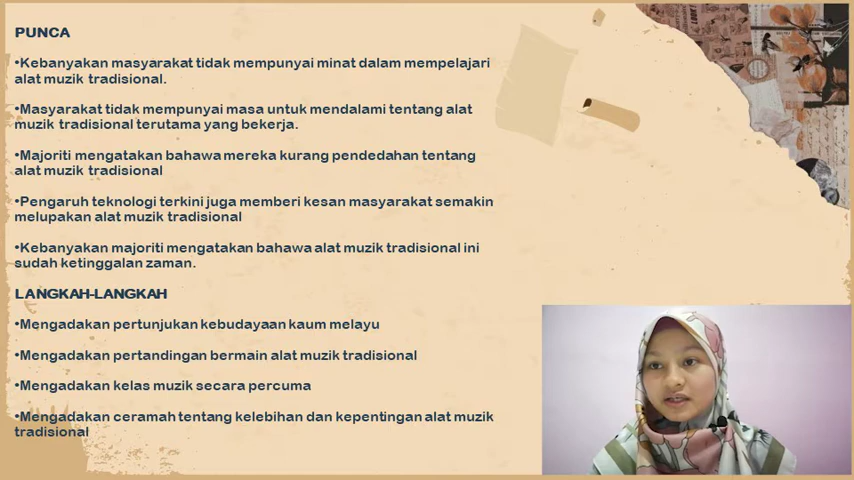 PUNCA
•Kebanyakan masyarakat tidak mempunyai minat dalam mempelajari
alat muzik tradisional.
•Masyarakat tidak mempunyai masa untuk mendalami tentang alat
muzik tradisional terutama yang bekerja.
•Majoriti mengatakan bahawa mereka kurang pendedahan tentang
alat muzik tradisional
•Pengaruh teknologi terkini juga memberi kesan masyarakat semakin
melupakan alat muzik tradisional
•Kebanyakan majoriti mengatakan bahawa alat muzik tradisional ini
sudah ketinggalan zaman.
LANGKAH-LANGKAH
•Mengadakan pertunjukan kebudayaan kaum melayu
•Mengadakan pertandingan bermain alat muzik tradisional
•Mengadakan kelas muzik secara percuma
•Mengadakan ceramah tentang kelebihan dan kepentingan alat muzik
tradisional